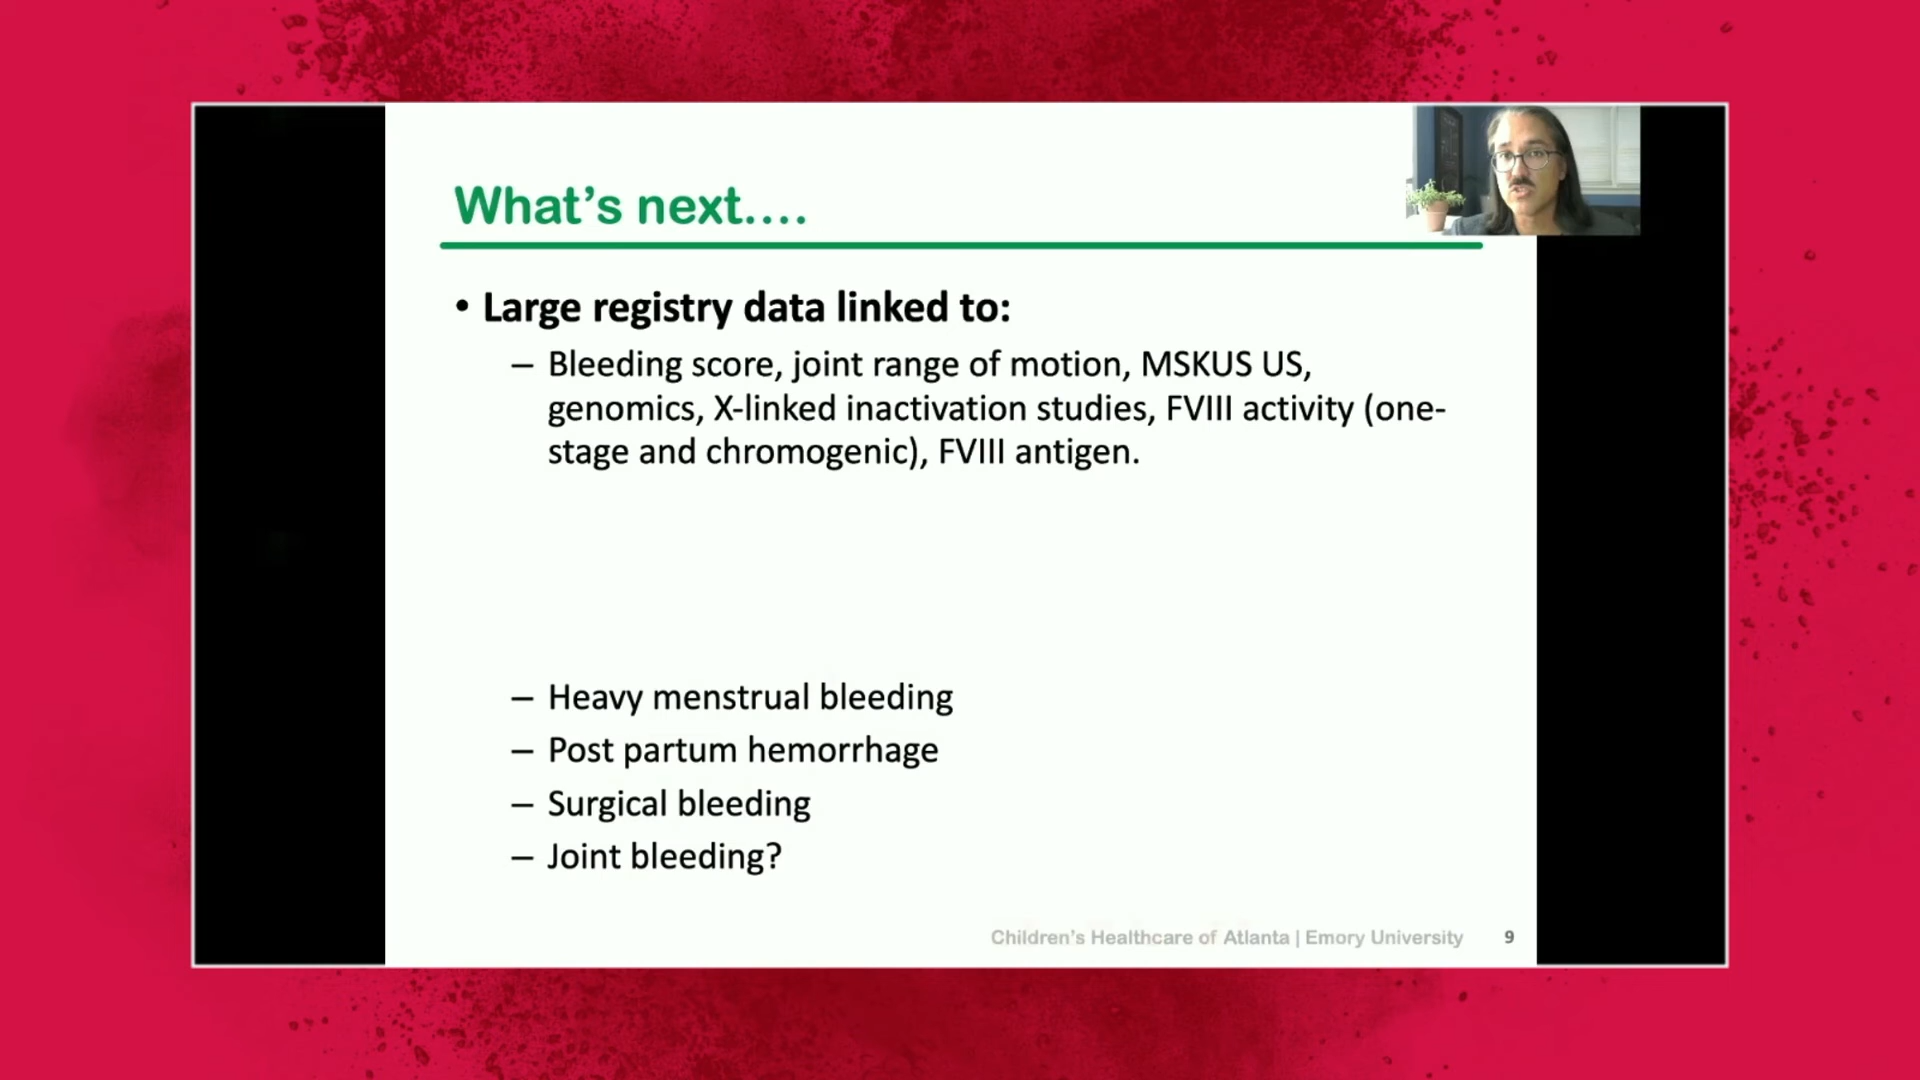 What's next....
• Large registry data linked to:
– Bleeding score, joint range of motion, MSKUS US,
genomics, X-linked inactivation studies, FVIII activity (one-
stage and chromogenic), FVIII antigen.
– Heavy menstrual bleeding
– Post partum hemorrhage
– Surgical bleeding
– Joint bleeding?
Children's Healthcare of Atlanta | Emory University 9